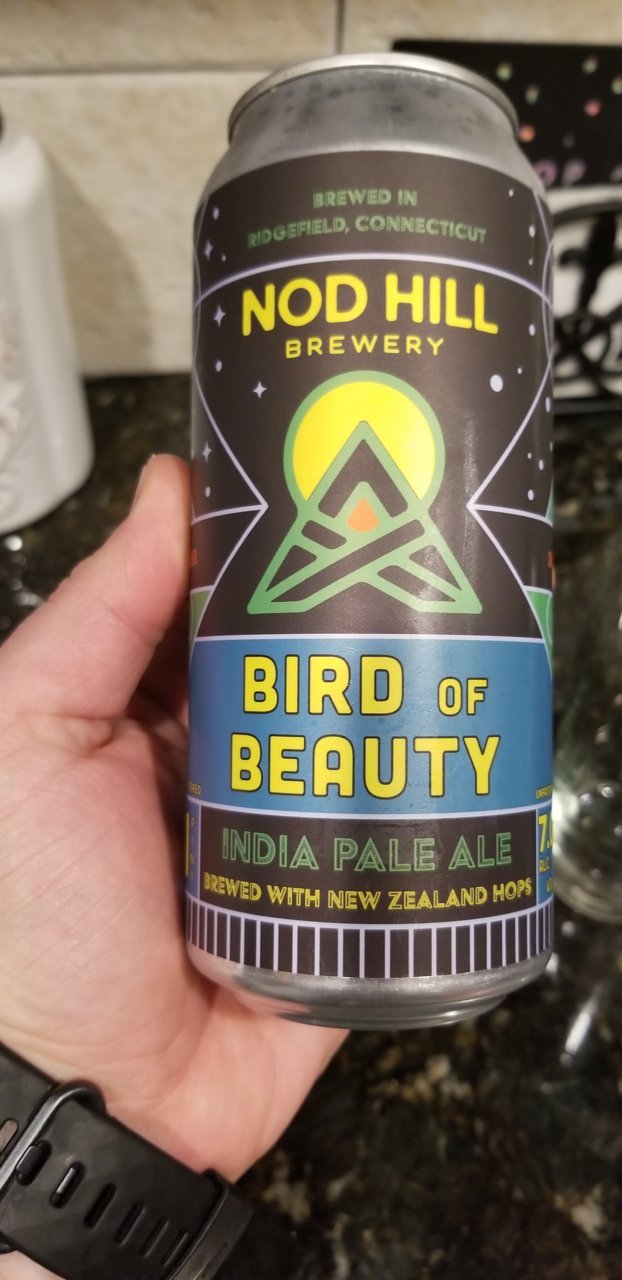 BREWED IN
RIDGEFIELD, CONNECTICUT
NOD HILL
BREWERY
BIRD OF
BEAUTY
INDIA PALE ALE
BREWED WITH NEW ZEALAND HOPS